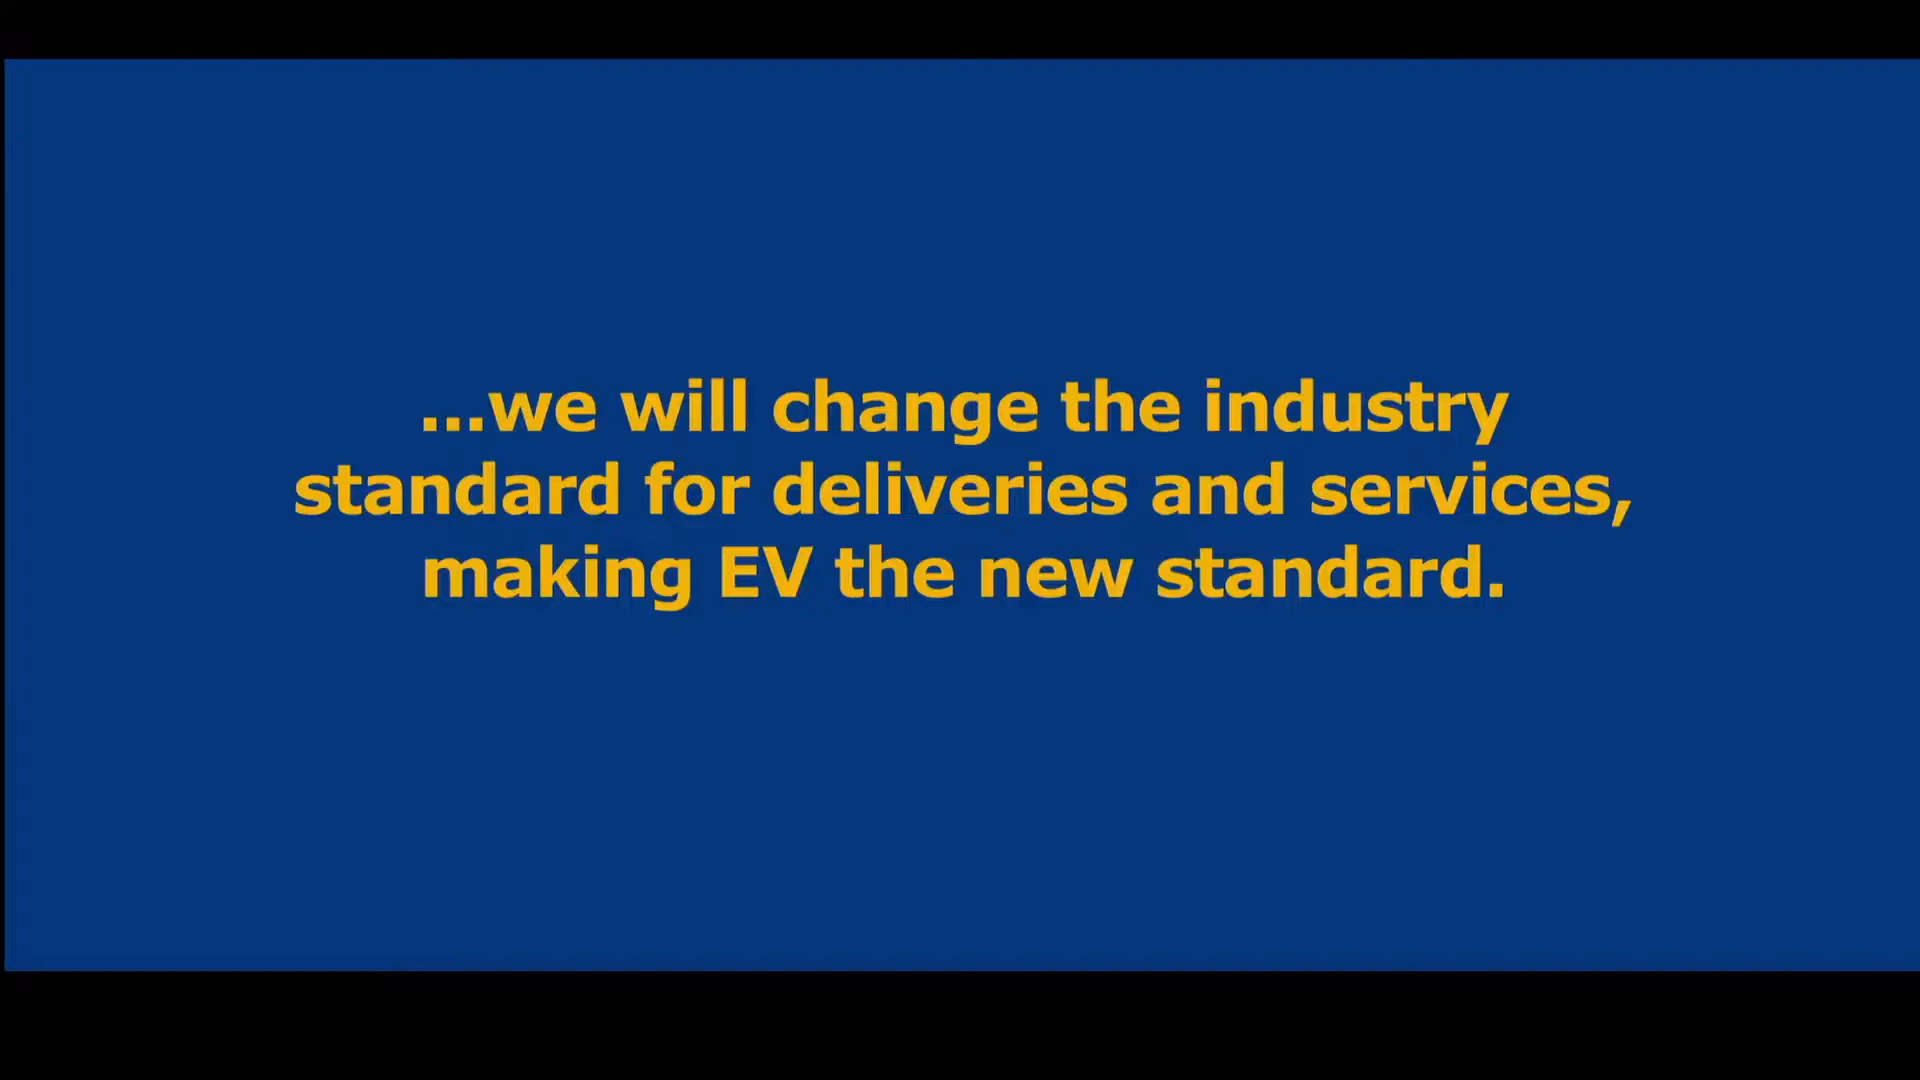 ...we will change the industry
standard for deliveries and services,
making EV the new standard.